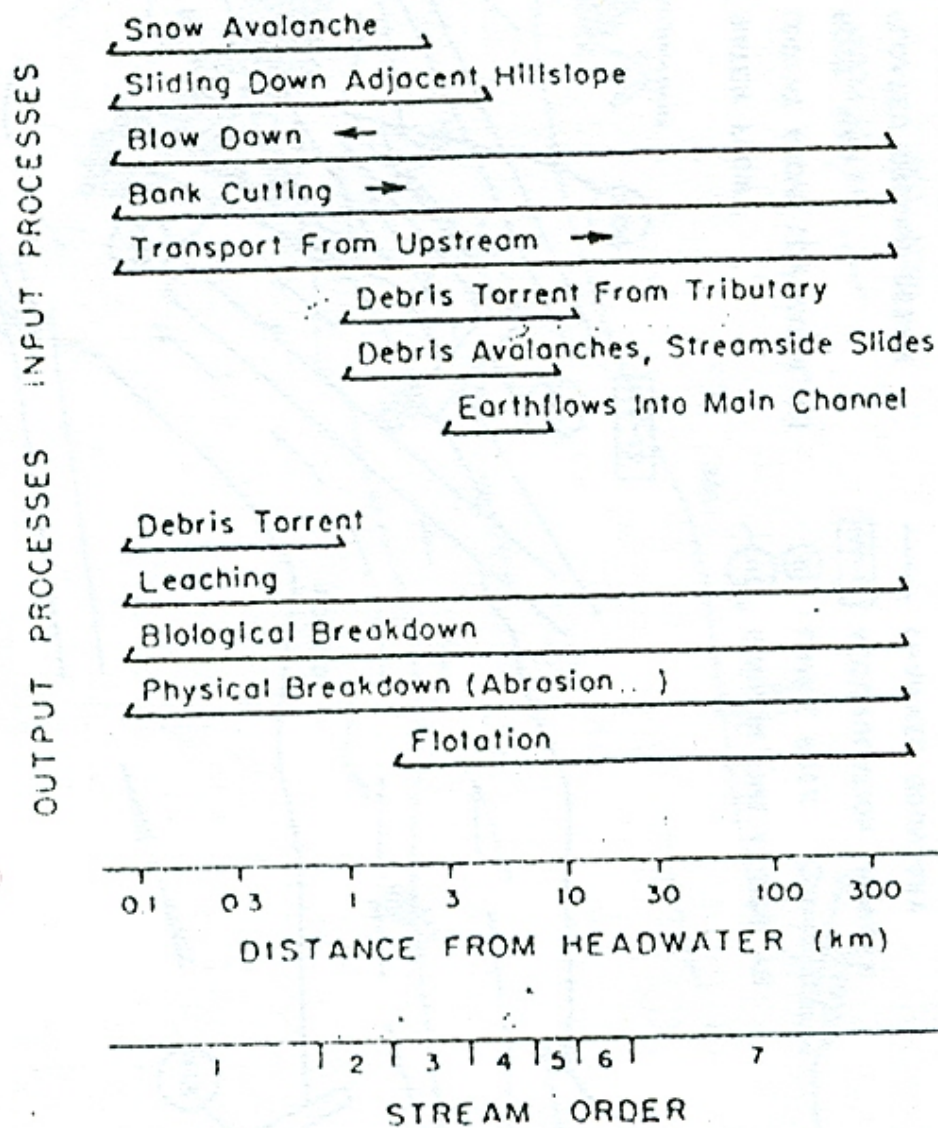 Snow Avalanche
Sliding Down Adjacent Hillslope
Blow Down ←
Bank Cutting →
Transport From Upstream →
Debris Torrent From Tributary
Debris Avalanches, Streamside Slides
Earthflows Into Main Channel
INPUT PROCESSES
Debris Torrent
Leaching
Biological Breakdown
Physical Breakdown (Abrasion.. )
Flotation
OUTPUT PROCESSES
0.1 0.3 1 3 10 30 100 300
DISTANCE FROM HEADWATER (km)
1 2 3 4 5 6 7
STREAM ORDER